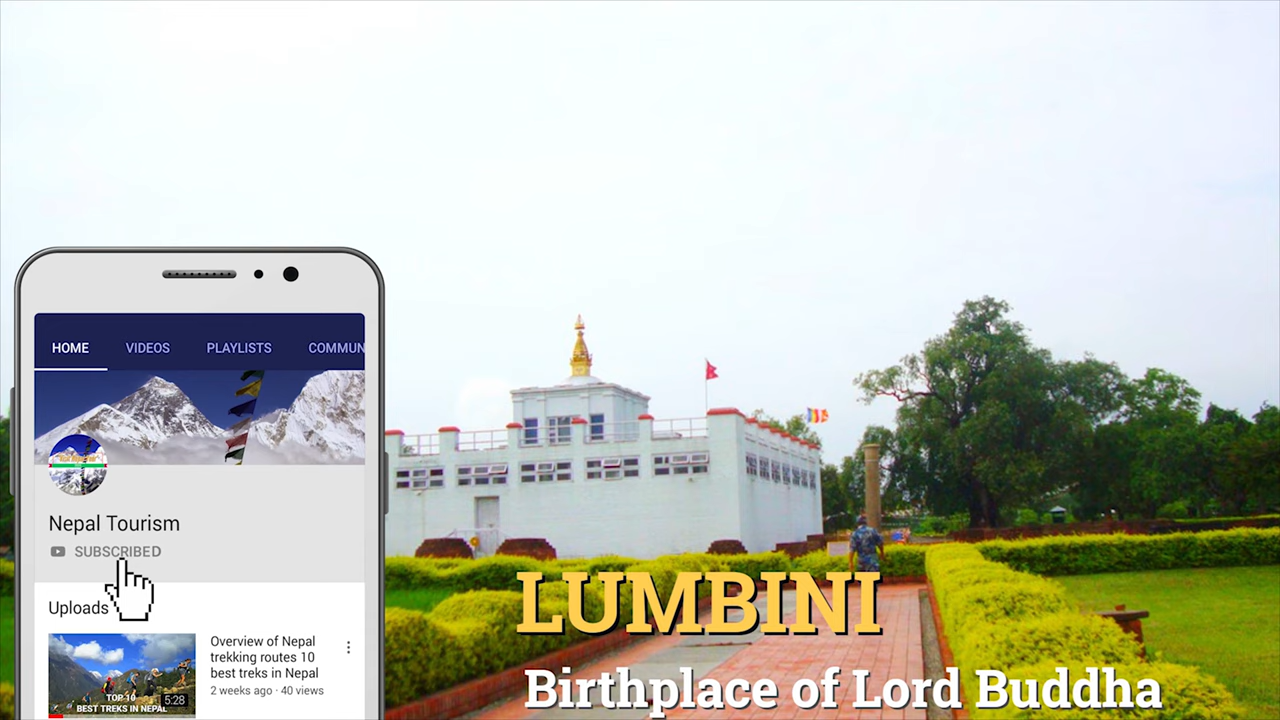 HOME VIDEOS PLAYLISTS COMMUN
Nepal Tourism
SUBSCRIBED
Uploads
Overview of Nepal
trekking routes 10
best treks in Nepal
2 weeks ago · 40 views
TOP 10
BEST TREKS IN NEPAL
5:28
LUMBINI
Birthplace of Lord Buddha